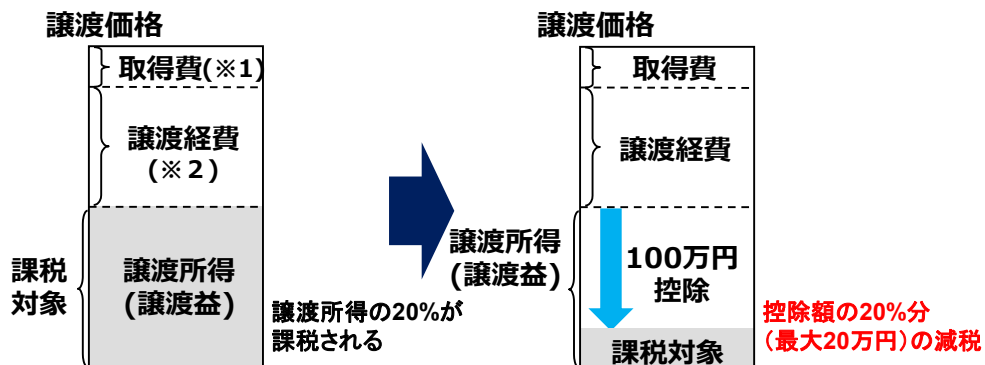 譲渡価格
取得費(※1)
譲渡経費
(※２)
課税
対象
譲渡所得
(譲渡益)
譲渡所得の20%が
課税される
譲渡価格
取得費
譲渡経費
譲渡所得
(譲渡益)
100万円
控除
課税対象
控除額の20%分
（最大20万円）の減税